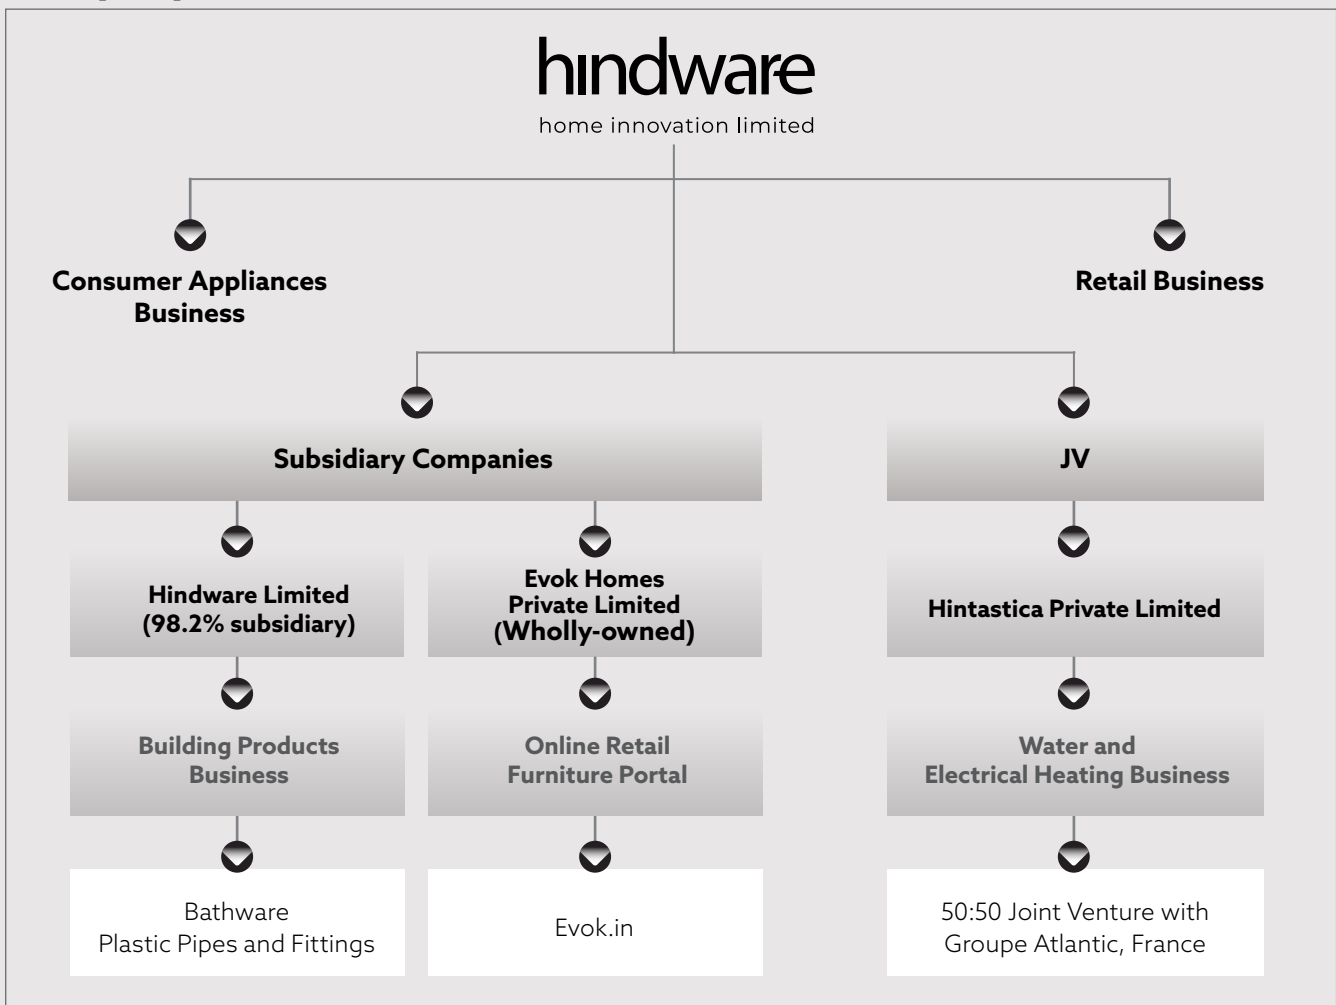 hindware
home innovation limited
Consumer Appliances
Business
Retail Business
Subsidiary Companies
JV
Hindware Limited
(98.2% subsidiary)
Evok Homes
Private Limited
(Wholly-owned)
Hintastica Private Limited
Building Products
Business
Online Retail
Furniture Portal
Water and
Electrical Heating Business
Bathware
Plastic Pipes and Fittings
Evok.in
50:50 Joint Venture with
Groupe Atlantic, France